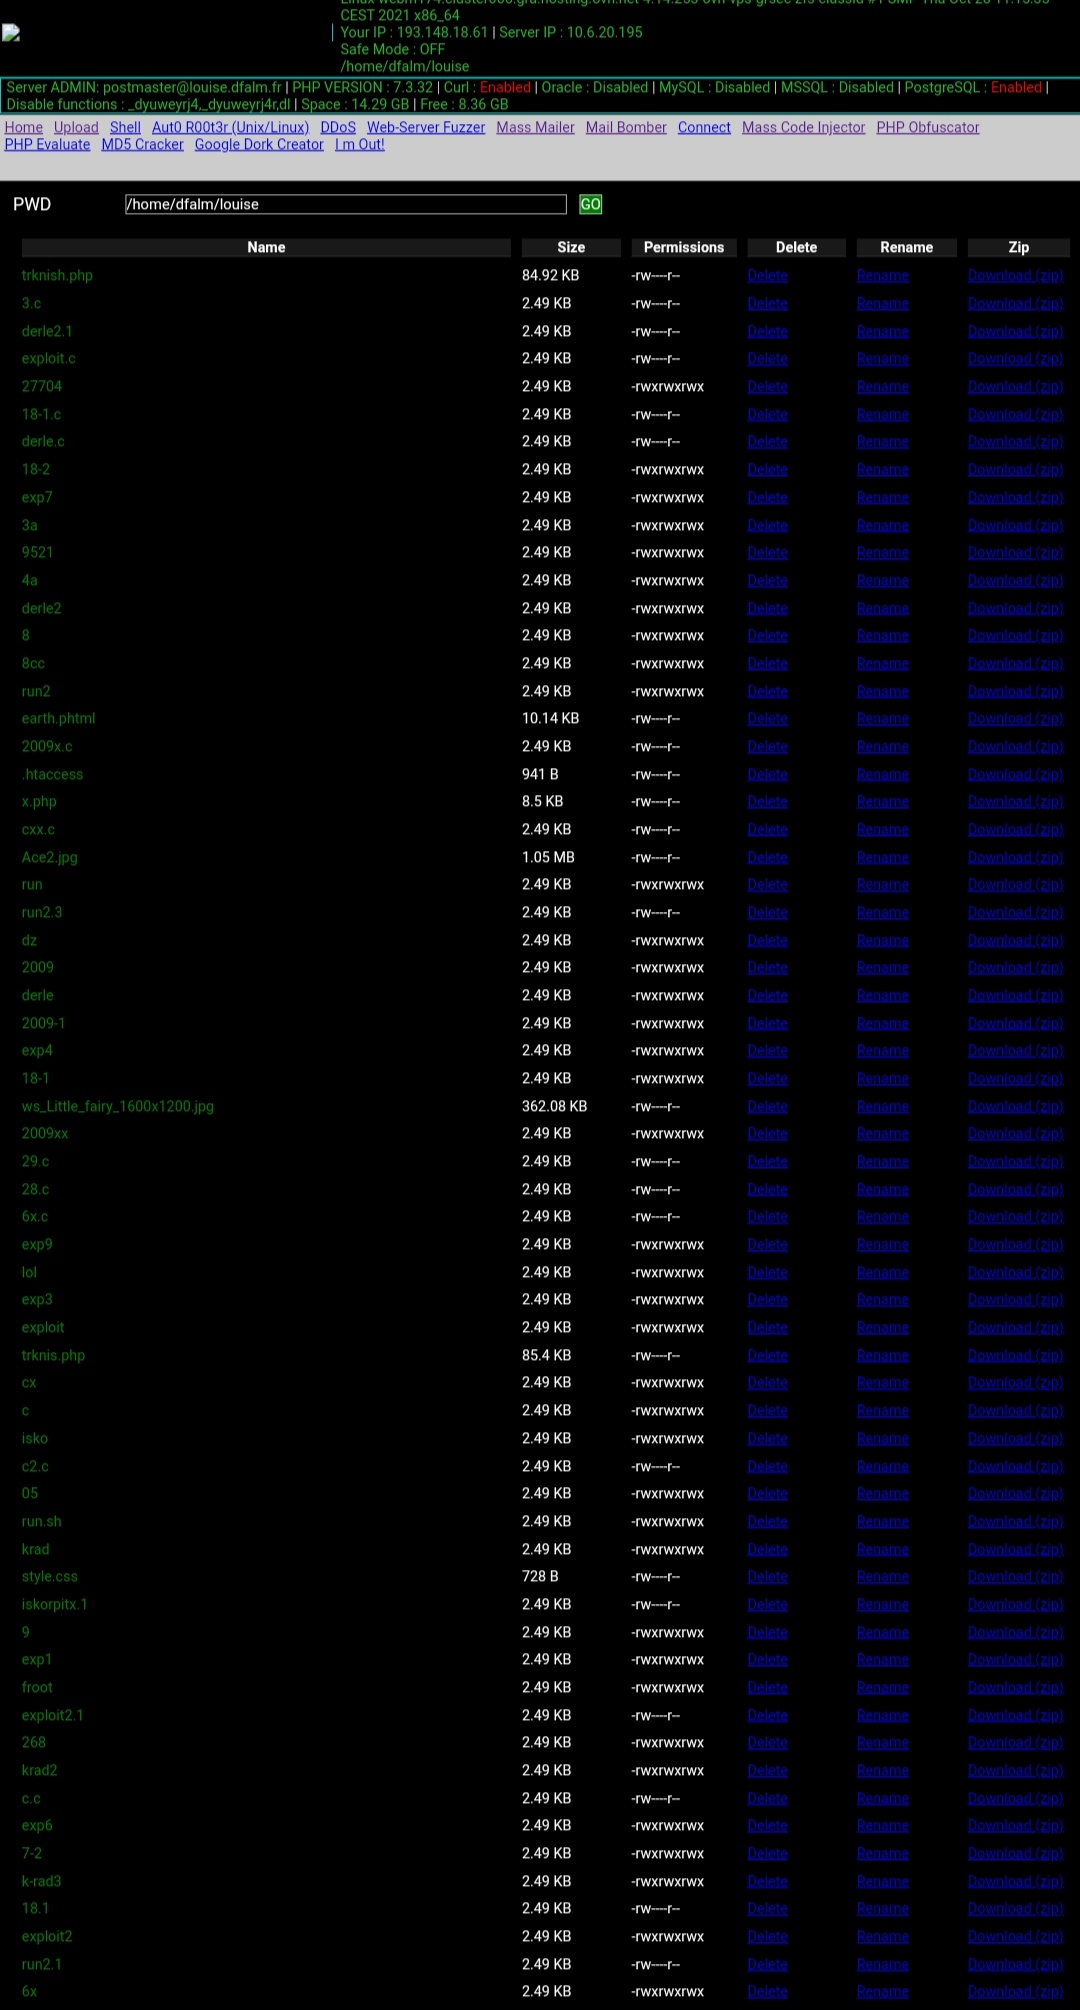 CEST 2021 x86_64
Your IP : 193.148.18.61 | Server IP : 10.6.20.195
Safe Mode : OFF
/home/dfalm/louise
Server ADMIN: postmaster@louise.dfalm.fr | PHP VERSION : 7.3.32 | Curl : Enabled | Oracle : Disabled | MySQL : Disabled | MSSQL : Disabled | PostgreSQL : Enabled |
Disable functions : _dyuweyrj4,_dyuweyrj4r,dl | Space : 14.29 GB | Free : 8.36 GB
Home Upload Shell Aut0 R00t3r (Unix/Linux) DDoS Web-Server Fuzzer Mass Mailer Mail Bomber Connect Mass Code Injector PHP Obfuscator
PHP Evaluate MD5 Cracker Google Dork Creator I m Out!
PWD /home/dfalm/louise GO
Name Size Permissions Delete Rename Zip
trknish.php 84.92 KB -rw----r-- Delete Rename Download (zip)
3.c 2.49 KB -rw----r-- Delete Rename Download (zip)
derle2.1 2.49 KB -rw----r-- Delete Rename Download (zip)
exploit.c 2.49 KB -rw----r-- Delete Rename Download (zip)
27704 2.49 KB -rwxrwxrwx Delete Rename Download (zip)
18-1.c 2.49 KB -rw----r-- Delete Rename Download (zip)
derle.c 2.49 KB -rw----r-- Delete Rename Download (zip)
18-2 2.49 KB -rwxrwxrwx Delete Rename Download (zip)
exp7 2.49 KB -rwxrwxrwx Delete Rename Download (zip)
3a 2.49 KB -rwxrwxrwx Delete Rename Download (zip)
9521 2.49 KB -rwxrwxrwx Delete Rename Download (zip)
4a 2.49 KB -rwxrwxrwx Delete Rename Download (zip)
derle2 2.49 KB -rwxrwxrwx Delete Rename Download (zip)
8 2.49 KB -rwxrwxrwx Delete Rename Download (zip)
8cc 2.49 KB -rwxrwxrwx Delete Rename Download (zip)
run2 2.49 KB -rwxrwxrwx Delete Rename Download (zip)
earth.phtml 10.14 KB -rw----r-- Delete Rename Download (zip)
2009x.c 2.49 KB -rw----r-- Delete Rename Download (zip)
.htaccess 941 B -rw----r-- Delete Rename Download (zip)
x.php 8.5 KB -rw----r-- Delete Rename Download (zip)
cxx.c 2.49 KB -rw----r-- Delete Rename Download (zip)
Ace2.jpg 1.05 MB -rw----r-- Delete Rename Download (zip)
run 2.49 KB -rwxrwxrwx Delete Rename Download (zip)
run2.3 2.49 KB -rw----r-- Delete Rename Download (zip)
dz 2.49 KB -rwxrwxrwx Delete Rename Download (zip)
2009 2.49 KB -rwxrwxrwx Delete Rename Download (zip)
derle 2.49 KB -rwxrwxrwx Delete Rename Download (zip)
2009-1 2.49 KB -rwxrwxrwx Delete Rename Download (zip)
exp4 2.49 KB -rwxrwxrwx Delete Rename Download (zip)
18-1 2.49 KB -rwxrwxrwx Delete Rename Download (zip)
ws_Little_fairy_1600x1200.jpg 362.08 KB -rw----r-- Delete Rename Download (zip)
2009xx 2.49 KB -rwxrwxrwx Delete Rename Download (zip)
29.c 2.49 KB -rw----r-- Delete Rename Download (zip)
28.c 2.49 KB -rw----r-- Delete Rename Download (zip)
6x.c 2.49 KB -rw----r-- Delete Rename Download (zip)
exp9 2.49 KB -rwxrwxrwx Delete Rename Download (zip)
lol 2.49 KB -rwxrwxrwx Delete Rename Download (zip)
exp3 2.49 KB -rwxrwxrwx Delete Rename Download (zip)
exploit 2.49 KB -rwxrwxrwx Delete Rename Download (zip)
trknis.php 85.4 KB -rw----r-- Delete Rename Download (zip)
cx 2.49 KB -rwxrwxrwx Delete Rename Download (zip)
c 2.49 KB -rwxrwxrwx Delete Rename Download (zip)
isko 2.49 KB -rwxrwxrwx Delete Rename Download (zip)
c2.c 2.49 KB -rw----r-- Delete Rename Download (zip)
05 2.49 KB -rwxrwxrwx Delete Rename Download (zip)
run.sh 2.49 KB -rwxrwxrwx Delete Rename Download (zip)
krad 2.49 KB -rwxrwxrwx Delete Rename Download (zip)
style.css 728 B -rw----r-- Delete Rename Download (zip)
iskorpitx.1 2.49 KB -rw----r-- Delete Rename Download (zip)
9 2.49 KB -rwxrwxrwx Delete Rename Download (zip)
exp1 2.49 KB -rwxrwxrwx Delete Rename Download (zip)
froot 2.49 KB -rwxrwxrwx Delete Rename Download (zip)
exploit2.1 2.49 KB -rw----r-- Delete Rename Download (zip)
268 2.49 KB -rwxrwxrwx Delete Rename Download (zip)
krad2 2.49 KB -rwxrwxrwx Delete Rename Download (zip)
c.c 2.49 KB -rw----r-- Delete Rename Download (zip)
exp6 2.49 KB -rwxrwxrwx Delete Rename Download (zip)
7-2 2.49 KB -rwxrwxrwx Delete Rename Download (zip)
k-rad3 2.49 KB -rwxrwxrwx Delete Rename Download (zip)
18.1 2.49 KB -rw----r-- Delete Rename Download (zip)
exploit2 2.49 KB -rwxrwxrwx Delete Rename Download (zip)
run2.1 2.49 KB -rw----r-- Delete Rename Download (zip)
6x 2.49 KB -rwxrwxrwx Delete Rename Download (zip)